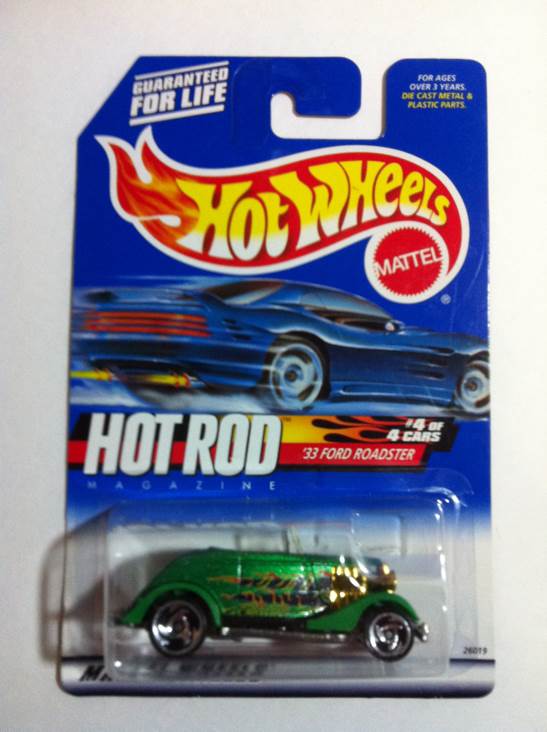 GUARANTEED
FOR LIFE
FOR AGES
OVER 3 YEARS.
DIE CAST METAL &
PLASTIC PARTS.
HOT WHEELS
MATTEL
®
HOT ROD™
MAGAZINE
#4 OF
4 CARS
'33 FORD ROADSTER
26019